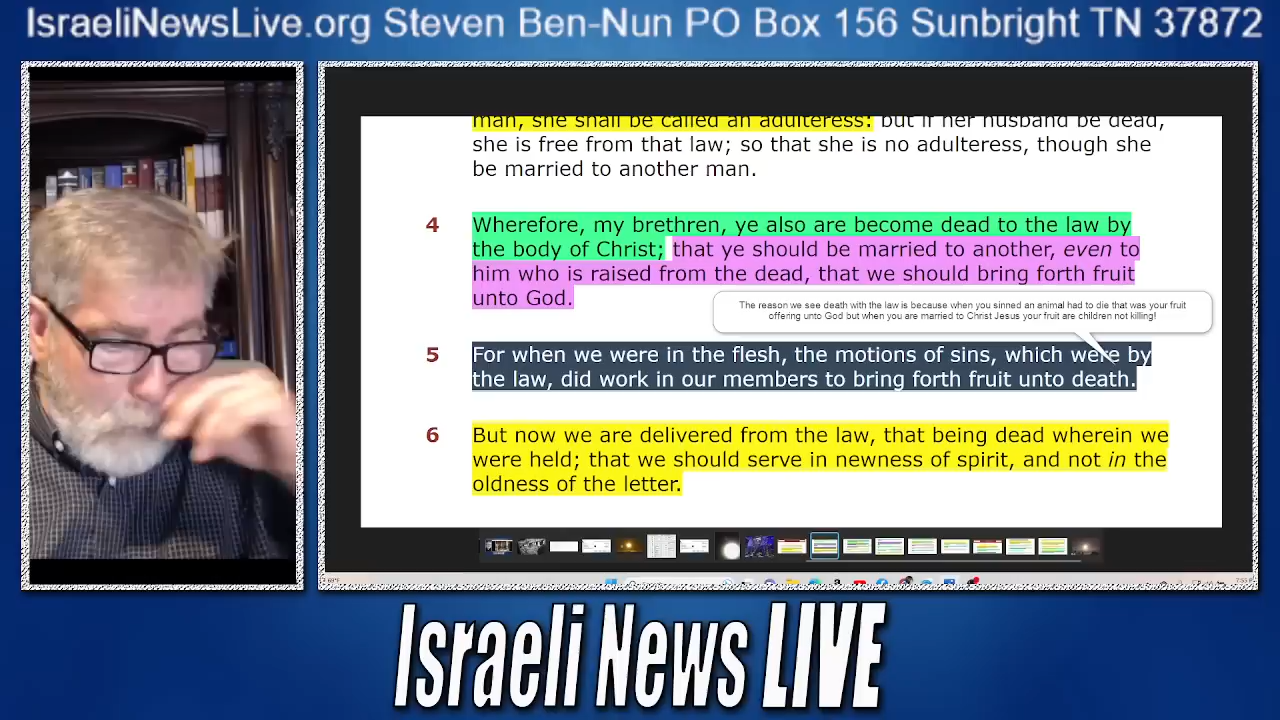 IsraeliNewsLive.org Steven Ben-Nun PO Box 156 Sunbright TN 37872
man, she shall be called an adulteress: but if her husband be dead,
she is free from that law; so that she is no adulteress, though she
be married to another man.
4 Wherefore, my brethren, ye also are become dead to the law by
the body of Christ; that ye should be married to another, even to
him who is raised from the dead, that we should bring forth fruit
unto God.
The reason we see death with the law is because when you sinned an animal had to die that was your fruit
offering unto God but when you are married to Christ Jesus your fruit are children not killing!
5 For when we were in the flesh, the motions of sins, which were by
the law, did work in our members to bring forth fruit unto death.
6 But now we are delivered from the law, that being dead wherein we
were held; that we should serve in newness of spirit, and not in the
oldness of the letter.
Israeli News LIVE